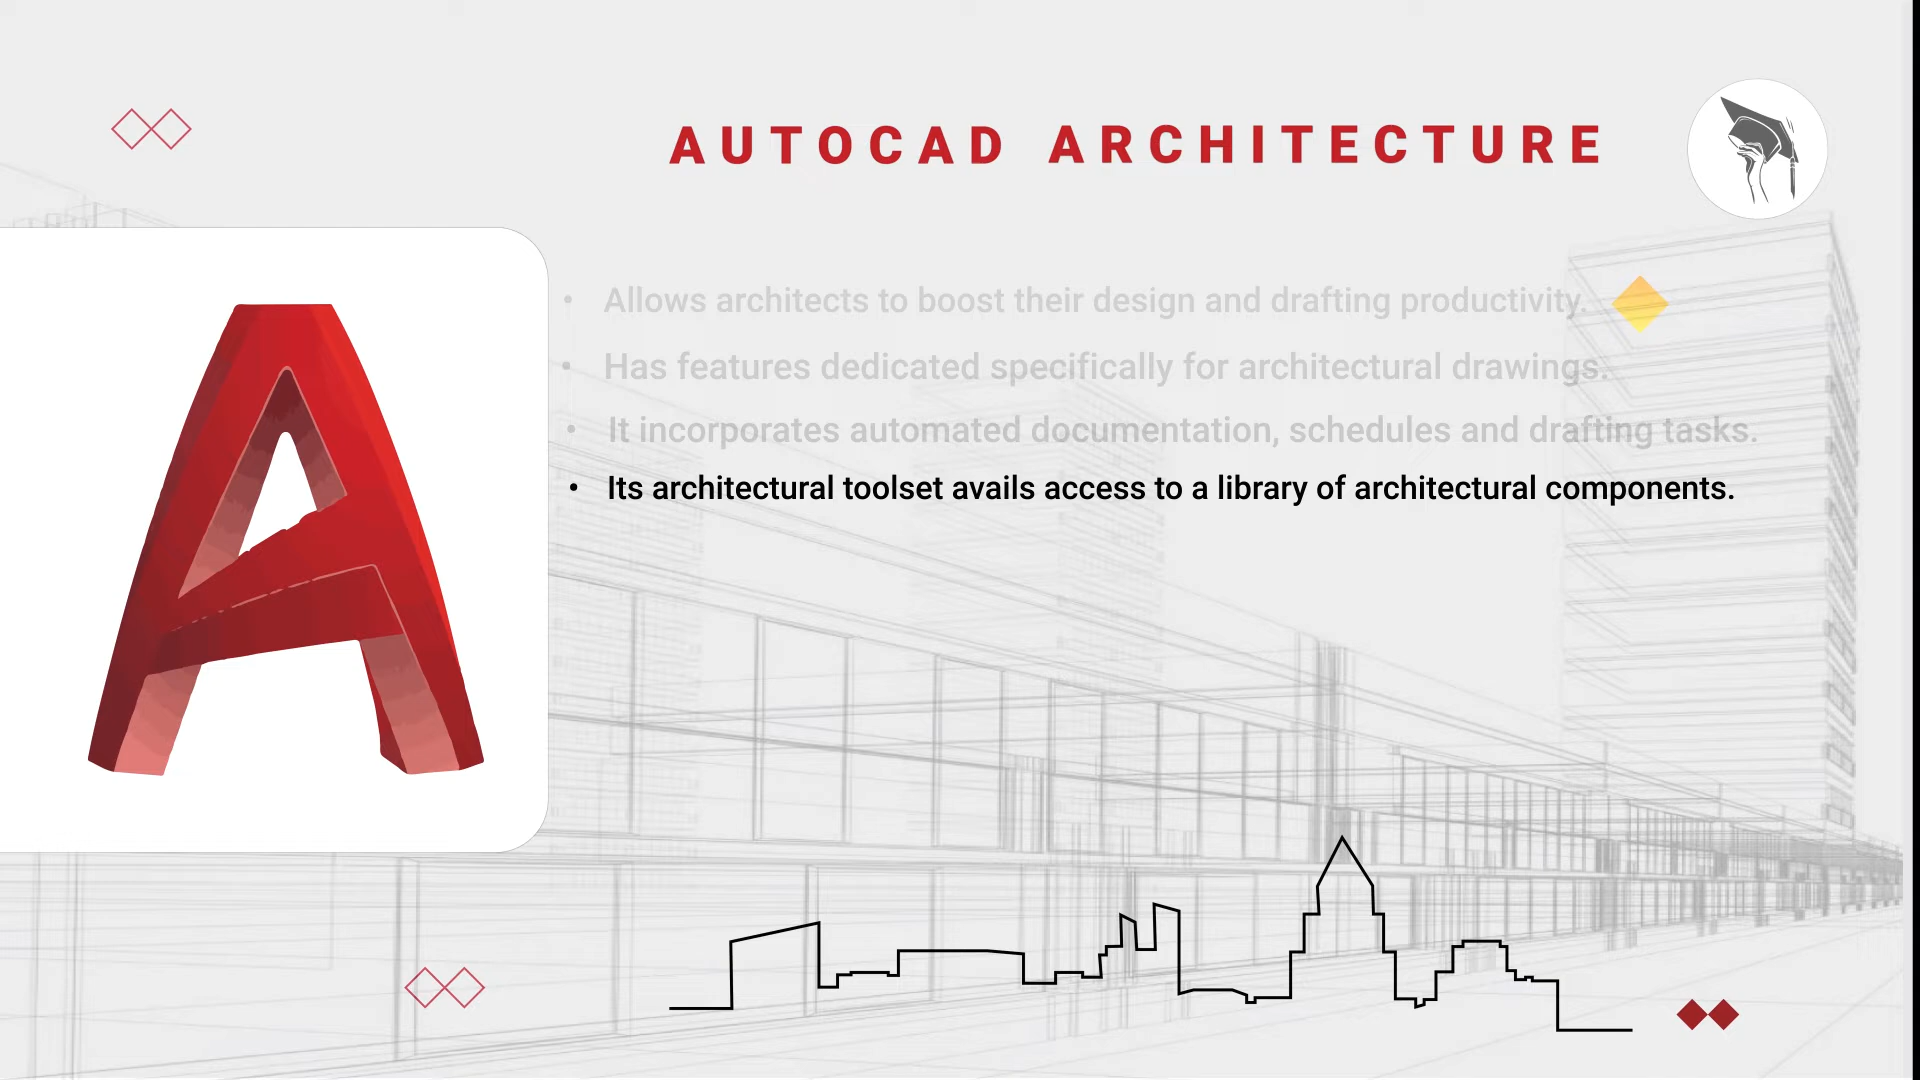 AUTOCAD ARCHITECTURE
• Allows architects to boost their design and drafting productivity.
• Has features dedicated specifically for architectural drawings.
• It incorporates automated documentation, schedules and drafting tasks.
• Its architectural toolset avails access to a library of architectural components.